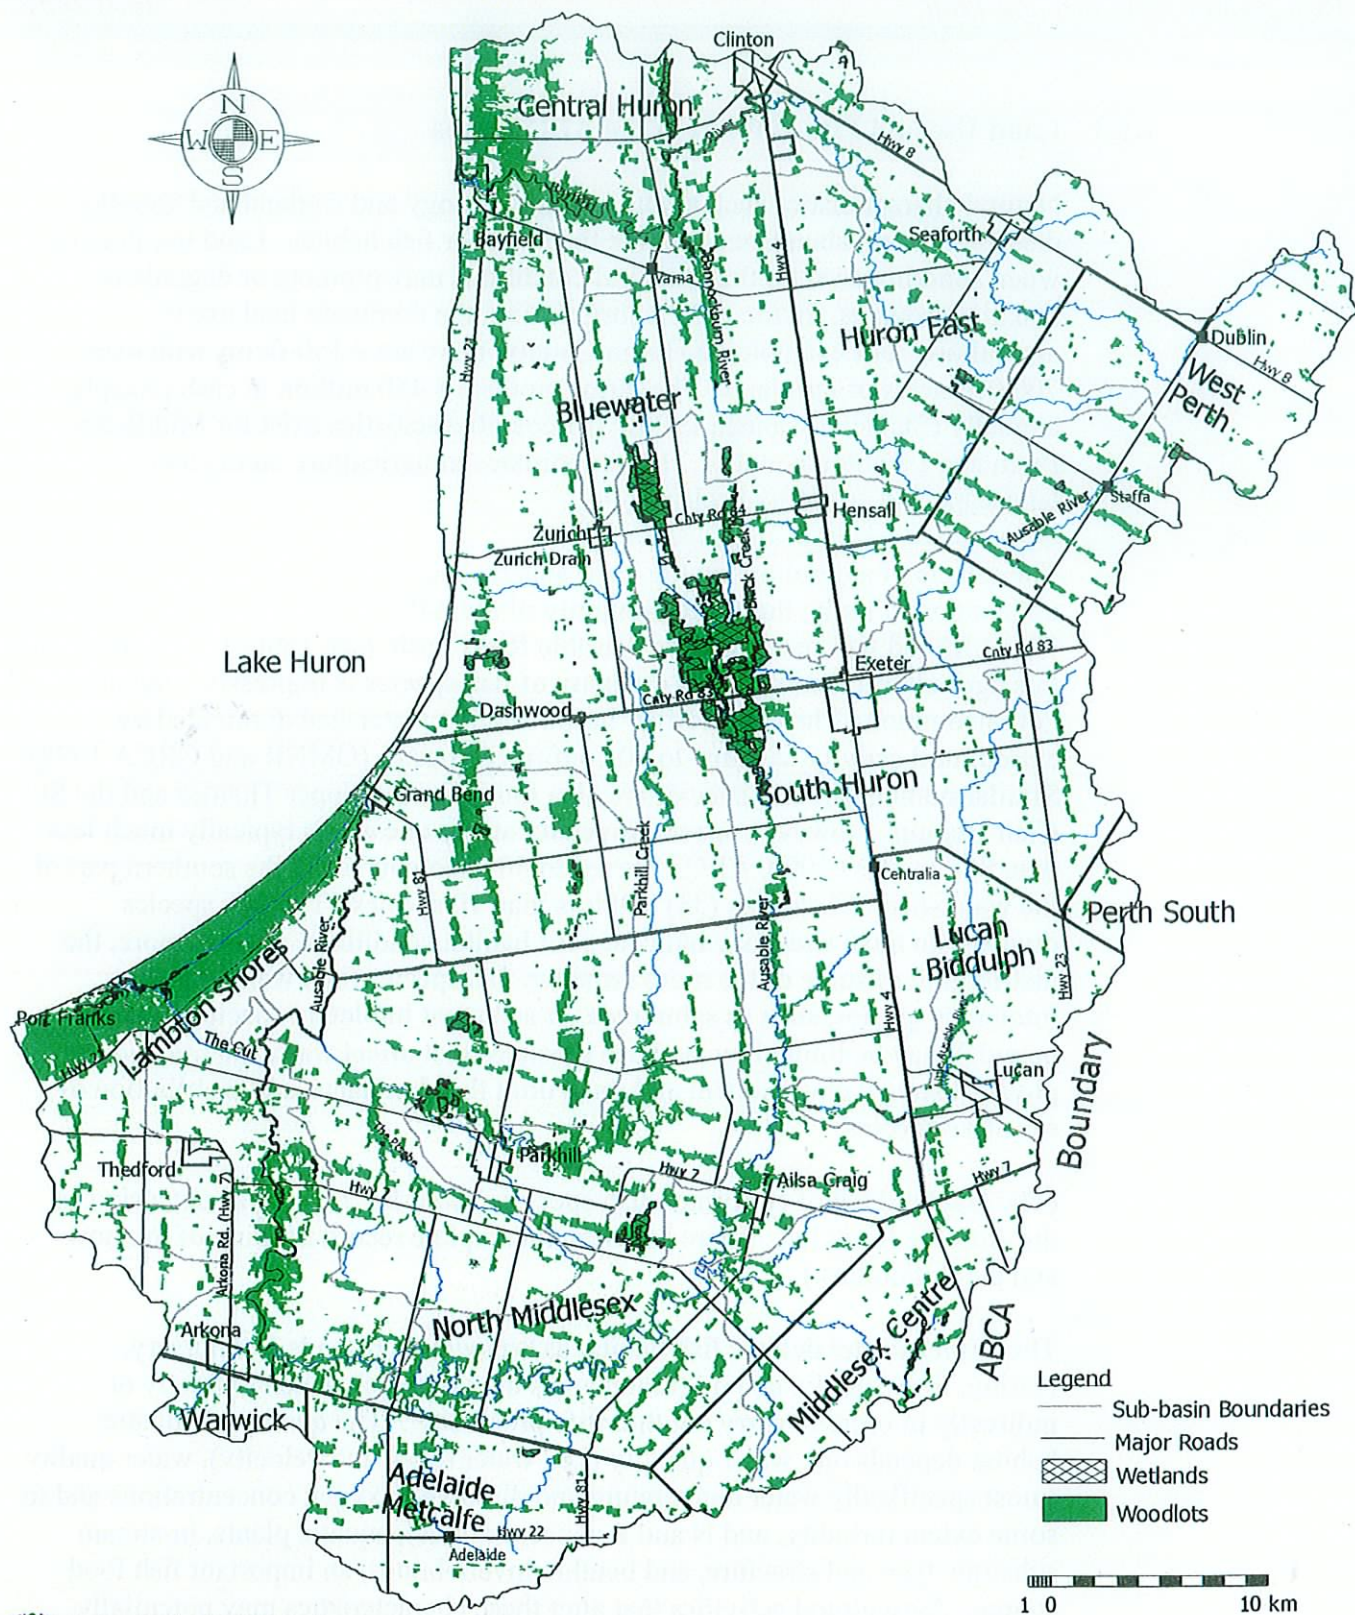 Clinton
N
W E
S
Central Huron
Hwy 8
Seaforth
Bayfield
Varna
Bannockburn River
Hwy 4
Hwy 21
Huron East
Dublin
Hwy 8
West
Perth
Bluewater
Staffa
Ausable River
Hensall
Cnty Rd 84
Zurich
Zurich Drain
Black Creek
Lake Huron
Exeter
Cnty Rd 83
Cnty Rd 83
Dashwood
South Huron
Grand Bend
Parkhill Creek
Hwy 81
Centralia
Perth South
Ausable River
Lucan
Biddulph
Hwy 23
Ausable River
Lambton Shores
Port Franks
Hwy 4
The Cut
Hwy 21
Lucan
Boundary
Parkhill
Thedford
Hwy 7
Hwy 7
Ailsa Craig
Hwy 7
Arkona Rd. (Hwy 7)
North Middlesex
Middlesex Centre
ABCA
Arkona
Warwick
Adelaide
Metcalfe
Hwy 81
Hwy 22
Adelaide
Legend
Sub-basin Boundaries
Major Roads
Wetlands
Woodlots
1 0 10 km